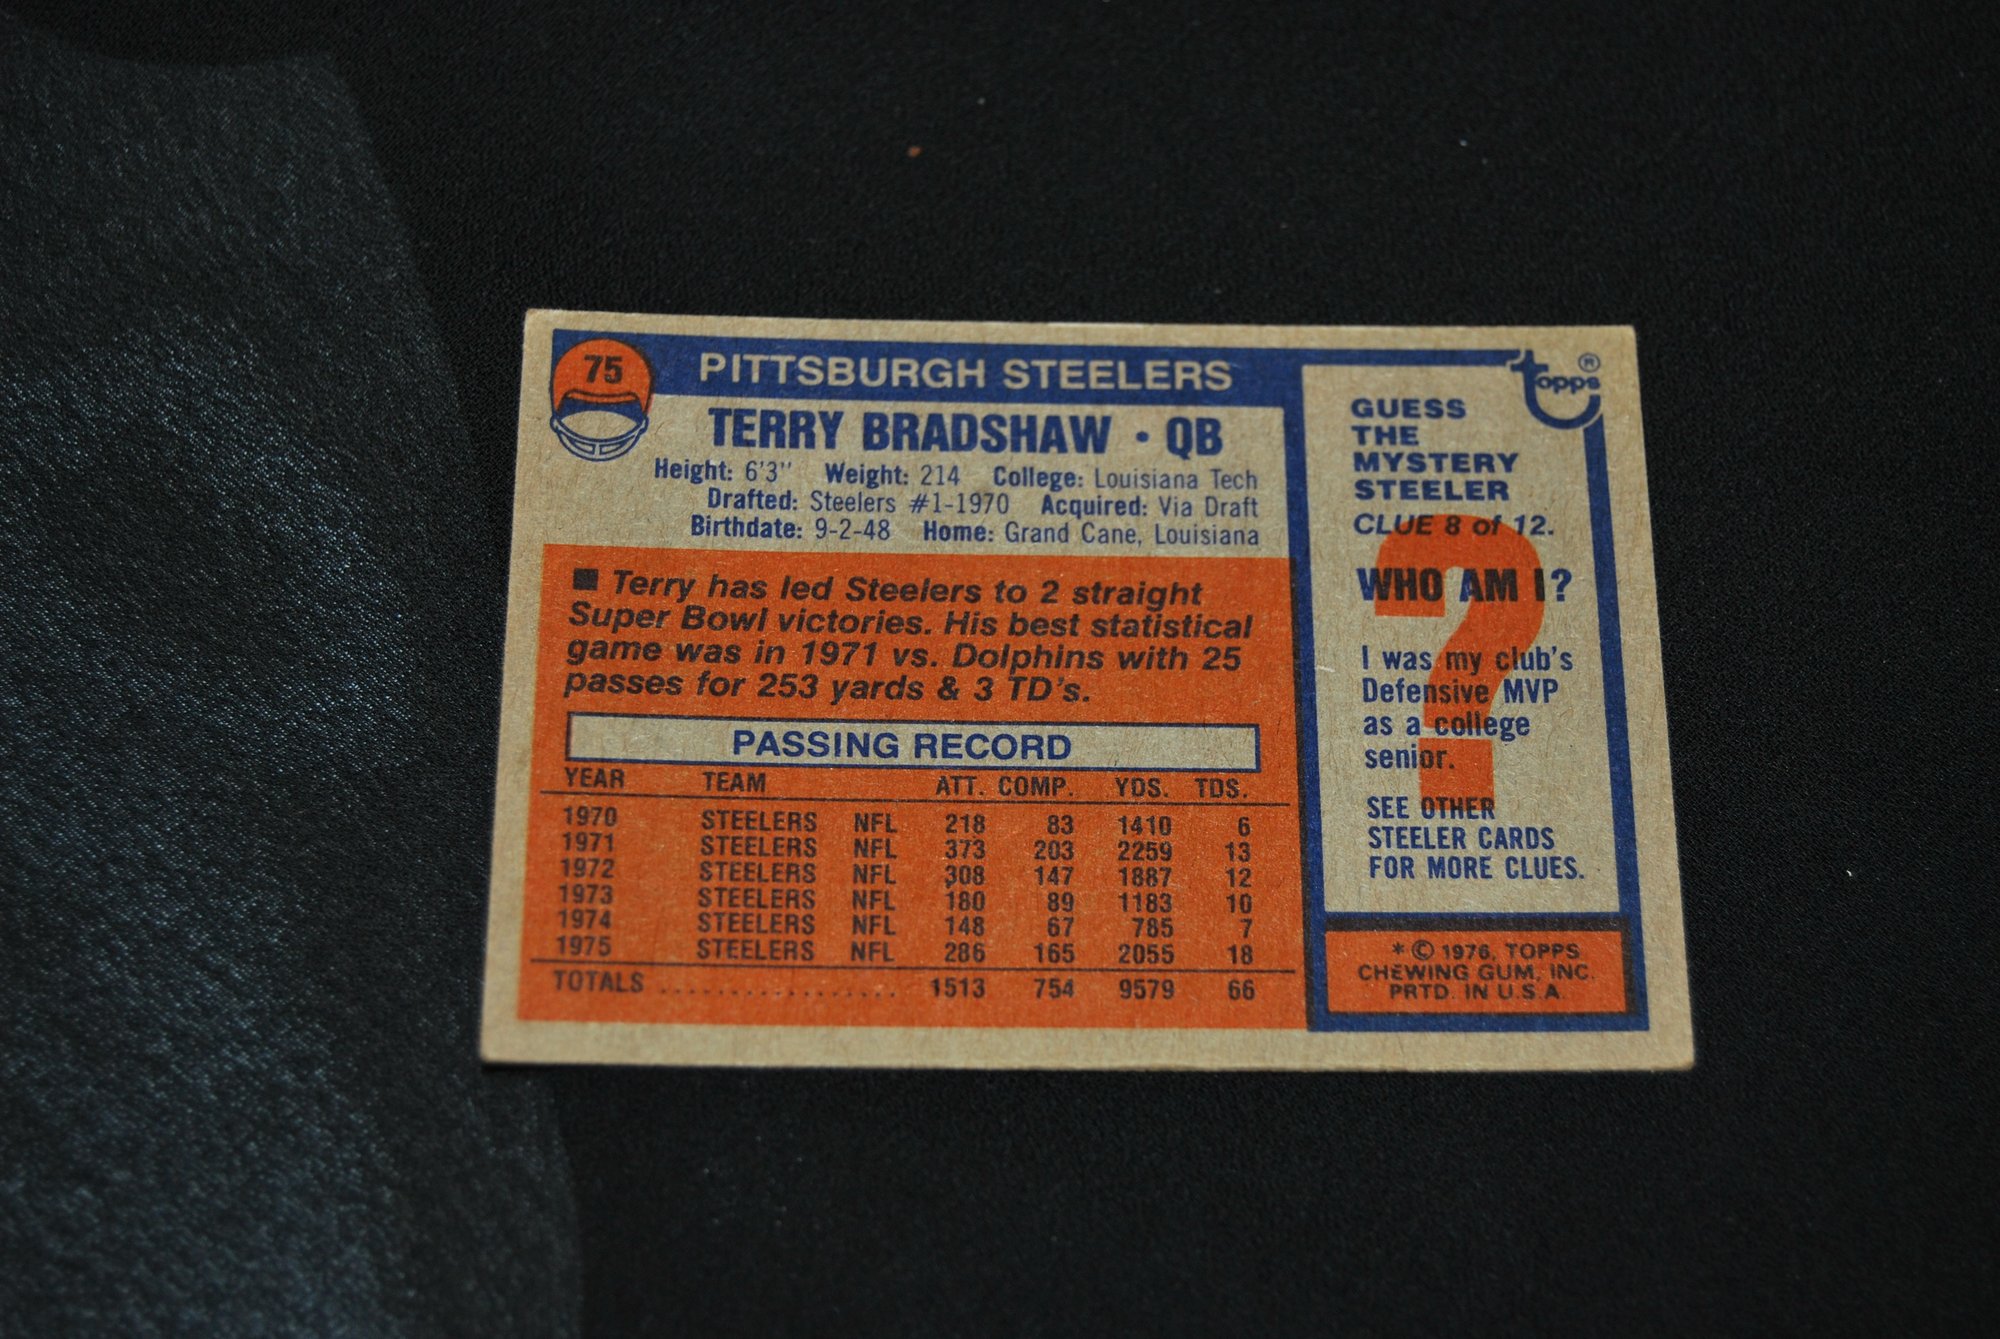 75
PITTSBURGH STEELERS
TERRY BRADSHAW · QB
Height: 6'3" Weight: 214 College: Louisiana Tech
Drafted: Steelers #1-1970 Acquired: Via Draft
Birthdate: 9-2-48 Home: Grand Cane, Louisiana
■ Terry has led Steelers to 2 straight
Super Bowl victories. His best statistical
game was in 1971 vs. Dolphins with 25
passes for 253 yards & 3 TD's.
PASSING RECORD
YEAR TEAM ATT. COMP. YDS. TDS.
1970 STEELERS NFL 218 83 1410 6
1971 STEELERS NFL 373 203 2259 13
1972 STEELERS NFL 308 147 1887 12
1973 STEELERS NFL 180 89 1183 10
1974 STEELERS NFL 148 67 785 7
1975 STEELERS NFL 286 165 2055 18
TOTALS .................. 1513 754 9579 66
topps ®
GUESS
THE
MYSTERY
STEELER
CLUE 8 of 12.
?
WHO AM I?
I was my club's
Defensive MVP
as a college
senior.
SEE OTHER
STEELER CARDS
FOR MORE CLUES.
* © 1976, TOPPS
CHEWING GUM, INC.
PRTD. IN U.S.A.